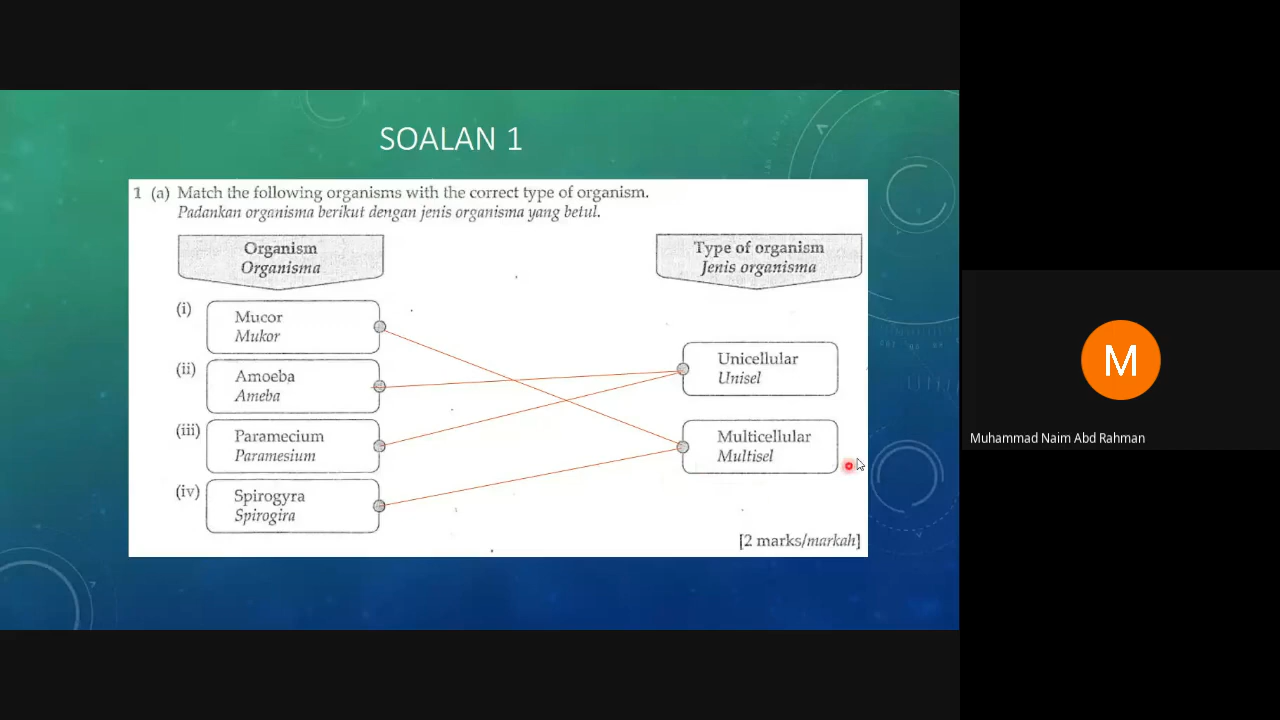 SOALAN 1
1 (a) Match the following organisms with the correct type of organism.
Padankan organisma berikut dengan jenis organisma yang betul.
Organism
Organisma
Type of organism
Jenis organisma
(i)
Mucor
Mukor
(ii)
Amoeba
Ameba
(iii)
Paramecium
Paramesium
(iv)
Spirogyra
Spirogira
Unicellular
Unisel
Multicellular
Multisel
[2 marks/markah]
M
Muhammad Naim Abd Rahman